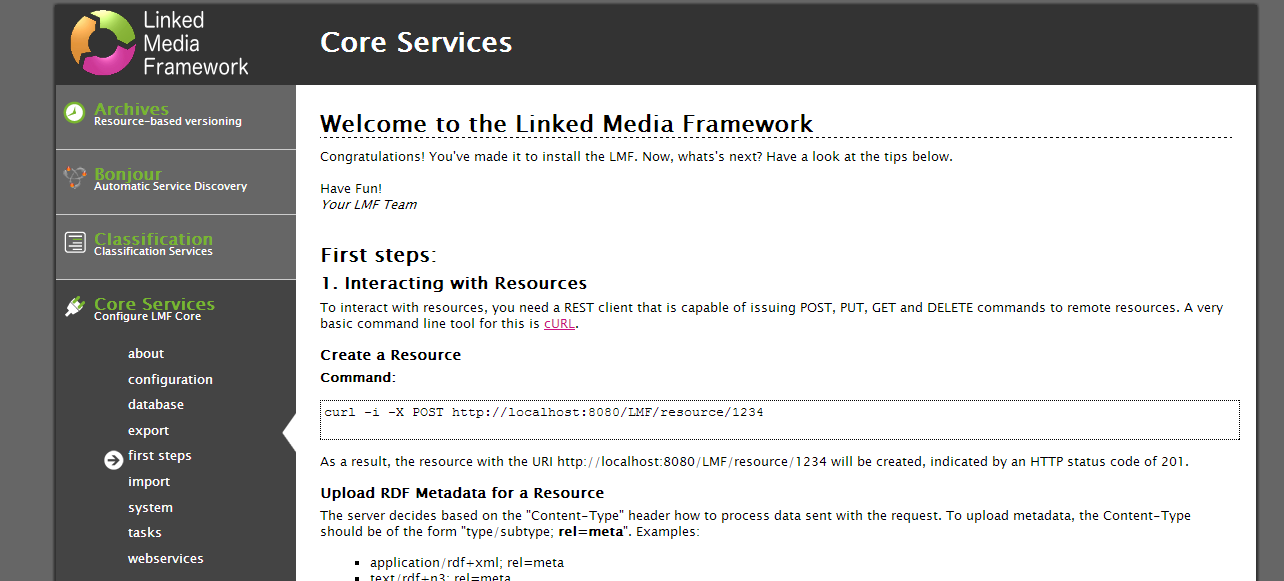 Linked
Media
Framework
Core Services
Archives
Resource-based versioning
Bonjour
Automatic Service Discovery
Classification
Classification Services
Core Services
Configure LMF Core
about
configuration
database
export
first steps
import
system
tasks
webservices
Welcome to the Linked Media Framework
Congratulations! You've made it to install the LMF. Now, whats's next? Have a look at the tips below.
Have Fun!
Your LMF Team
First steps:
1. Interacting with Resources
To interact with resources, you need a REST client that is capable of issuing POST, PUT, GET and DELETE commands to remote resources. A very
basic command line tool for this is cURL.
Create a Resource
Command:
curl -i -X POST http://localhost:8080/LMF/resource/1234
As a result, the resource with the URI http://localhost:8080/LMF/resource/1234 will be created, indicated by an HTTP status code of 201.
Upload RDF Metadata for a Resource
The server decides based on the "Content-Type" header how to process data sent with the request. To upload metadata, the Content-Type
should be of the form "type/subtype; rel=meta". Examples:
application/rdf+xml; rel=meta
text/rdf+n3; rel=meta